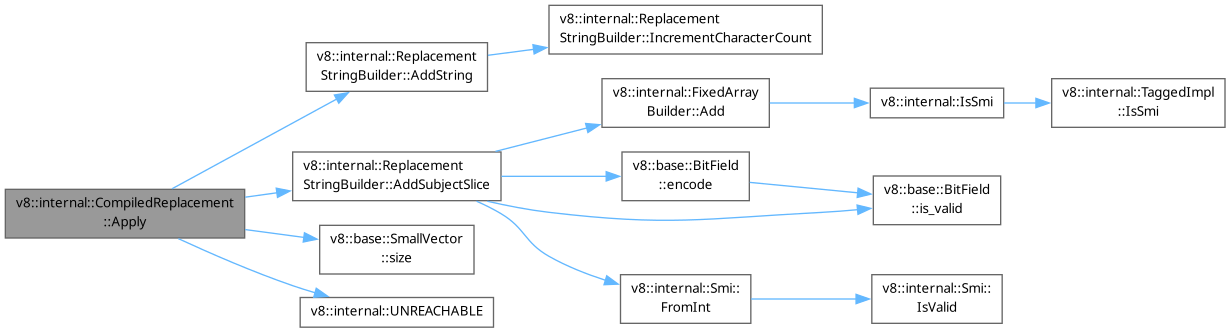 v8::internal::CompiledReplacement
::Apply
v8::internal::Replacement
StringBuilder::AddString
v8::internal::Replacement
StringBuilder::IncrementCharacterCount
v8::internal::Replacement
StringBuilder::AddSubjectSlice
v8::internal::FixedArray
Builder::Add
v8::internal::IsSmi
v8::internal::TaggedImpl
::IsSmi
v8::base::BitField
::encode
v8::base::BitField
::is_valid
v8::internal::Smi::
FromInt
v8::internal::Smi::
IsValid
v8::base::SmallVector
::size
v8::internal::UNREACHABLE